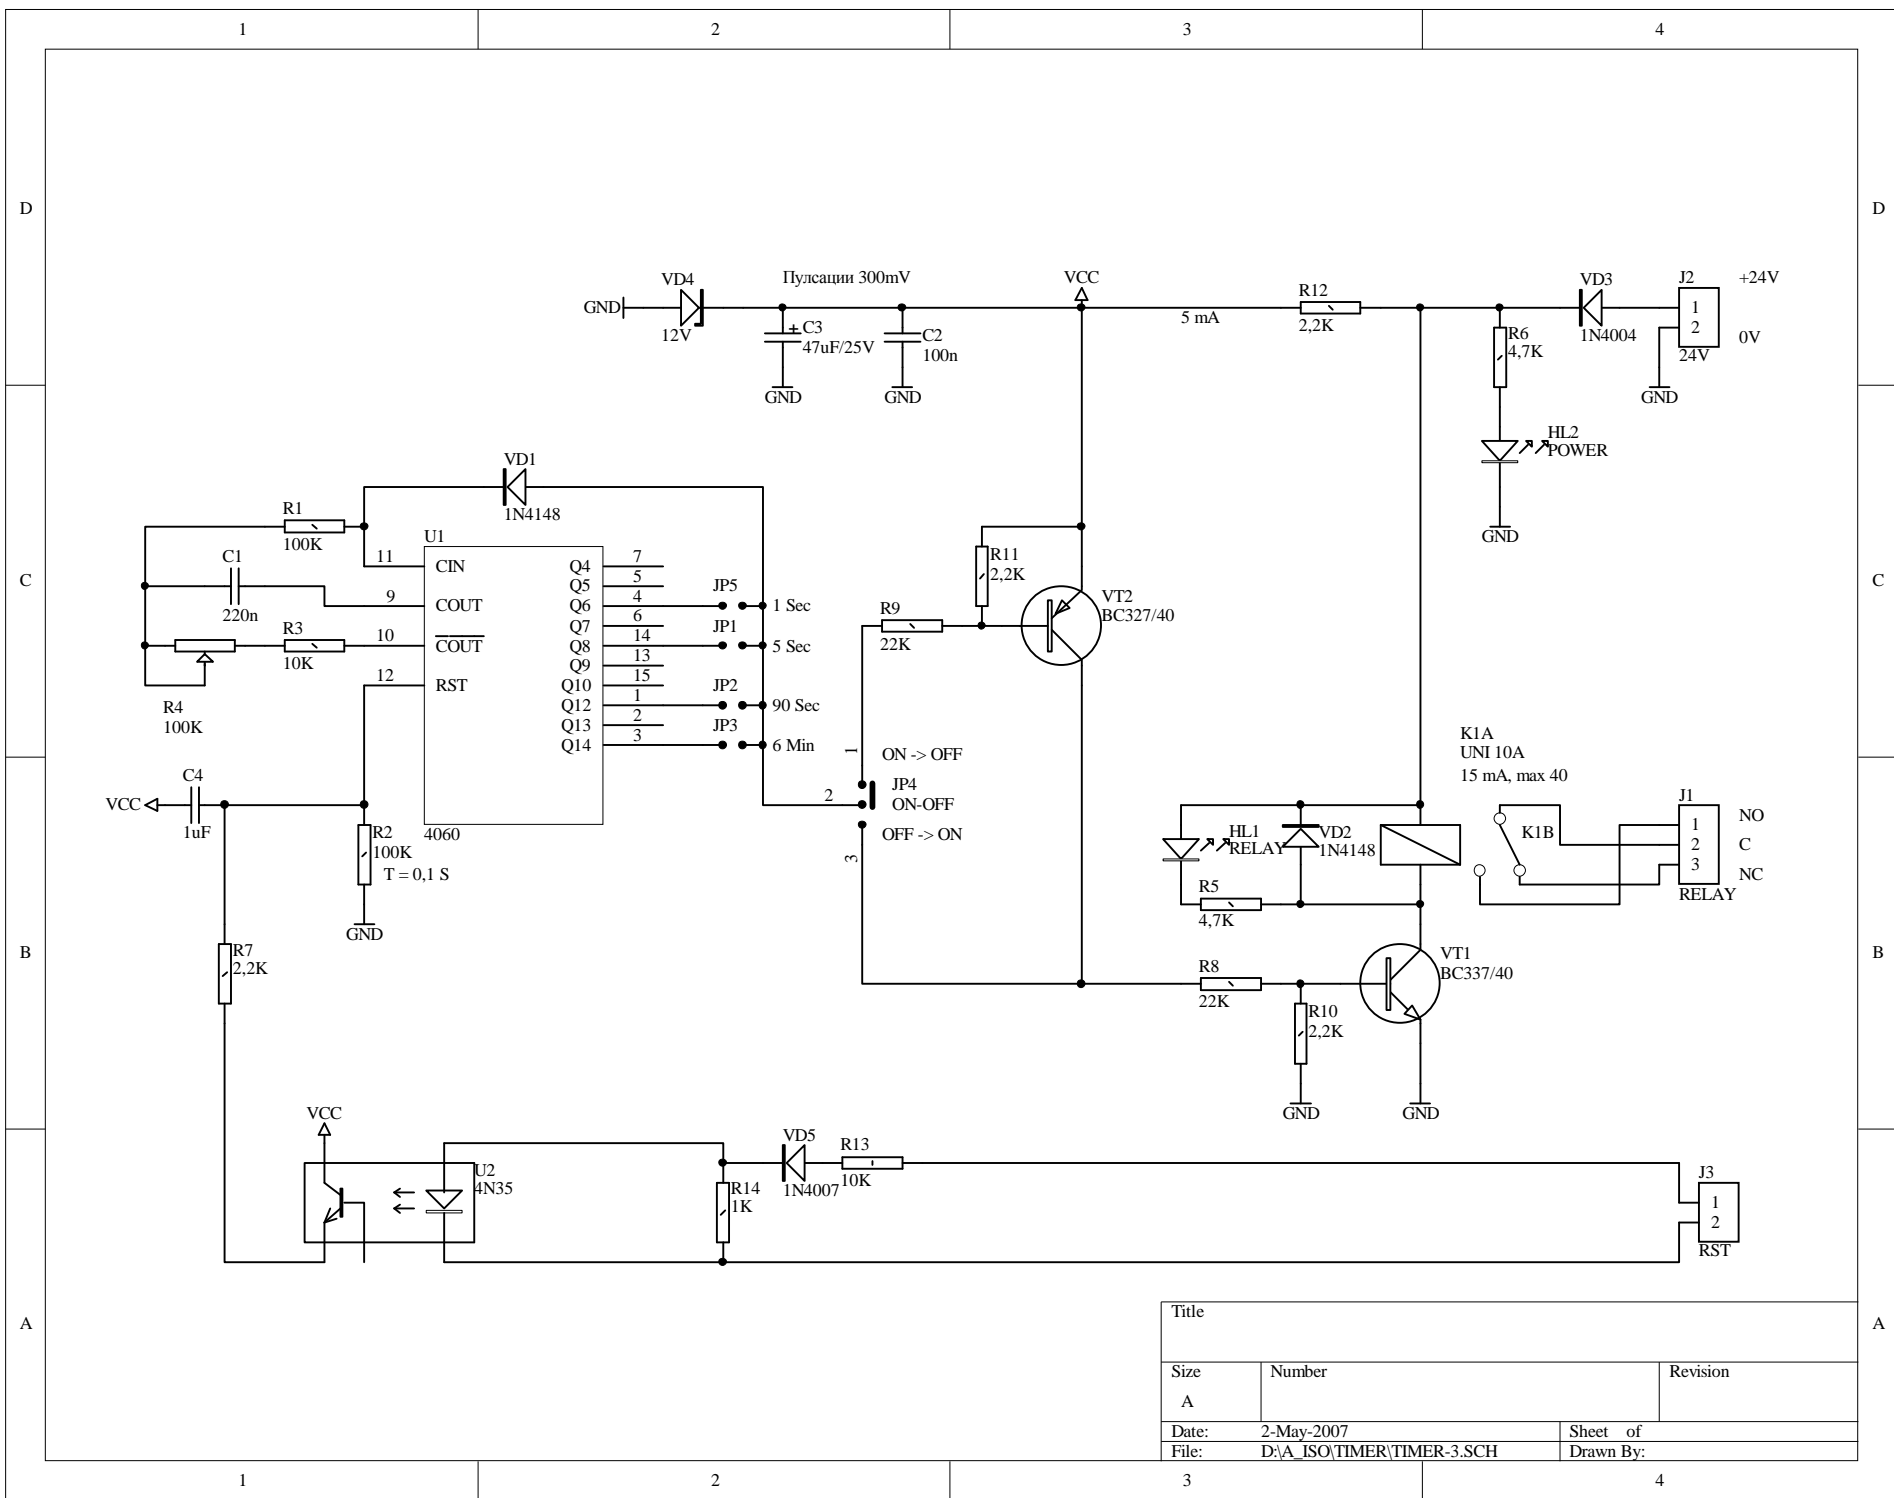 1 2 3 4
D D
VD4
Пулсации 300mV
VCC
R12
VD3
J2
+24V
GND
12V
C3
47uF/25V
C2
100n
5 mA
2,2K
R6
4,7K
1N4004
1
2
24V
0V
GND
GND
GND
HL2
POWER
GND
VD1
1N4148
R1
100K
U1
C C
C1
220n
R3
10K
R4
100K
11
9
10
12
CIN
COUT
COUT
RST
Q4
Q5
Q6
Q7
Q8
Q9
Q10
Q12
Q13
Q14
7
5
4
6
14
13
15
1
2
3
4060
JP5
1 Sec
JP1
5 Sec
JP2
90 Sec
JP3
6 Min
R11
2,2K
R9
22K
VT2
BC327/40
1
ON -> OFF
2
JP4
ON-OFF
OFF -> ON
3
K1A
UNI 10A
15 mA, max 40
C4
VCC
1uF
R2
100K
T = 0,1 S
GND
HL1
RELAY
VD2
1N4148
K1B
J1
1
2
3
NO
C
NC
RELAY
R5
4,7K
B B
R7
2,2K
R8
22K
VT1
BC337/40
R10
2,2K
GND
GND
VCC
U2
4N35
VD5
1N4007
R13
10K
R14
1K
J3
1
2
RST
A A
Title
Size
A
Number
Revision
Date: 2-May-2007
Sheet of
File: D:\A_ISO\TIMER\TIMER-3.SCH
Drawn By:
1 2 3 4